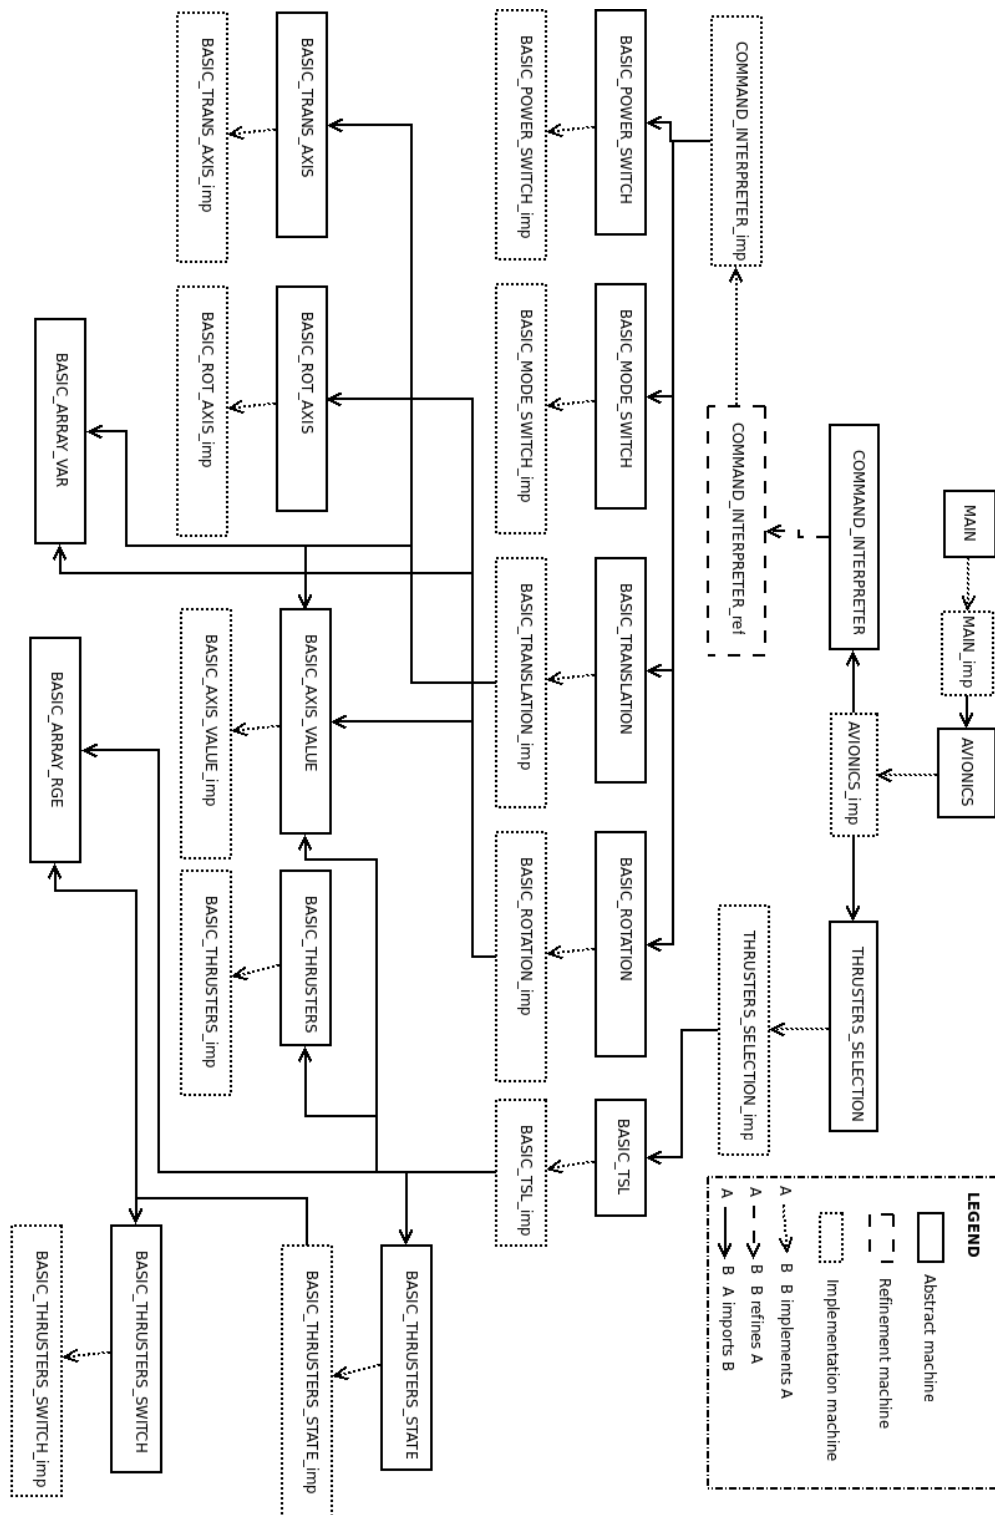 MAIN
MAIN_imp
AVIONICS
COMMAND_INTERPRETER
AVIONICS_imp
THRUSTERS_SELECTION
COMMAND_INTERPRETER_imp
COMMAND_INTERPRETER_ref
THRUSTERS_SELECTION_imp
BASIC_POWER_SWITCH
BASIC_MODE_SWITCH
BASIC_TRANSLATION
BASIC_ROTATION
BASIC_TSL
BASIC_POWER_SWITCH_imp
BASIC_MODE_SWITCH_imp
BASIC_TRANSLATION_imp
BASIC_ROTATION_imp
BASIC_TSL_imp
BASIC_THRUSTERS_STATE
BASIC_TRANS_AXIS
BASIC_ROT_AXIS
BASIC_AXIS_VALUE
BASIC_THRUSTERS
BASIC_THRUSTERS_STATE_imp
BASIC_TRANS_AXIS_imp
BASIC_ROT_AXIS_imp
BASIC_AXIS_VALUE_imp
BASIC_THRUSTERS_imp
BASIC_THRUSTERS_SWITCH
BASIC_ARRAY_VAR
BASIC_ARRAY_RGE
BASIC_THRUSTERS_SWITCH_imp
LEGEND
Abstract machine
Refinement machine
Implementation machine
A B B implements A
A B B refines A
A B A imports B